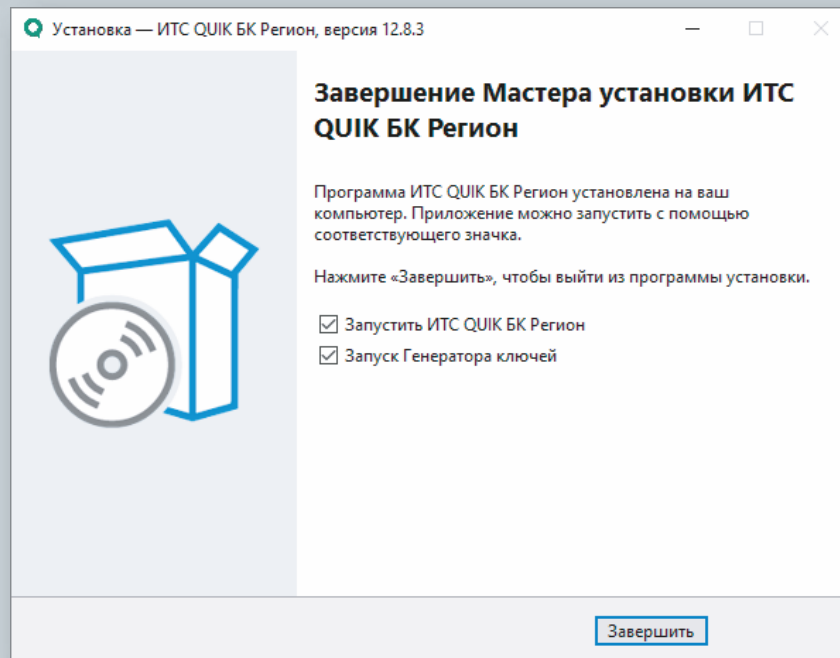 Установка — ИТС QUIK БК Регион, версия 12.8.3
Завершение Мастера установки ИТС
QUIK БК Регион
Программа ИТС QUIK БК Регион установлена на ваш
компьютер. Приложение можно запустить с помощью
соответствующего значка.
Нажмите «Завершить», чтобы выйти из программы установки.
Запустить ИТС QUIK БК Регион
Запуск Генератора ключей
Завершить